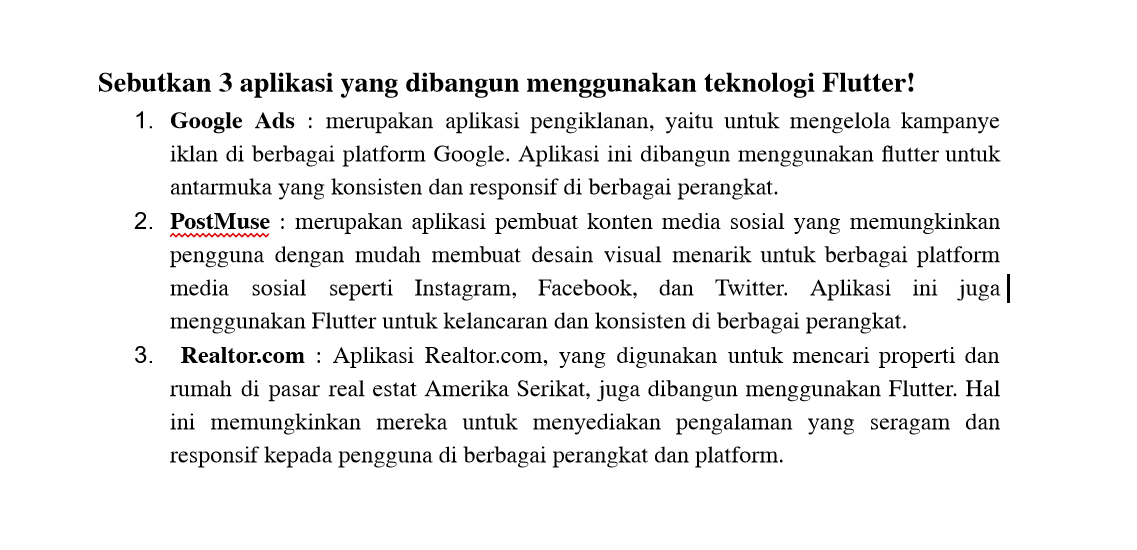 Sebutkan 3 aplikasi yang dibangun menggunakan teknologi Flutter!
1. Google Ads : merupakan aplikasi pengiklanan, yaitu untuk mengelola kampanye
iklan di berbagai platform Google. Aplikasi ini dibangun menggunakan flutter untuk
antarmuka yang konsisten dan responsif di berbagai perangkat.
2. PostMuse : merupakan aplikasi pembuat konten media sosial yang memungkinkan
pengguna dengan mudah membuat desain visual menarik untuk berbagai platform
media sosial seperti Instagram, Facebook, dan Twitter. Aplikasi ini juga
menggunakan Flutter untuk kelancaran dan konsisten di berbagai perangkat.
3. Realtor.com : Aplikasi Realtor.com, yang digunakan untuk mencari properti dan
rumah di pasar real estat Amerika Serikat, juga dibangun menggunakan Flutter. Hal
ini memungkinkan mereka untuk menyediakan pengalaman yang seragam dan
responsif kepada pengguna di berbagai perangkat dan platform.